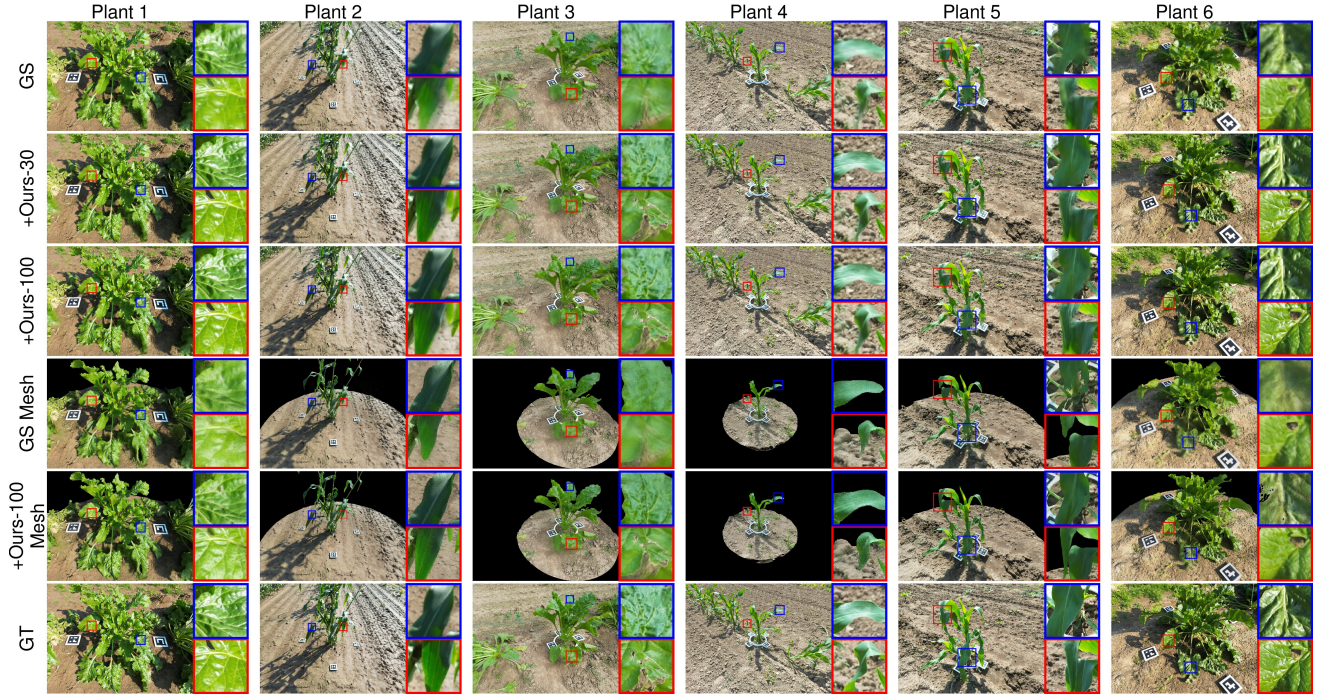 Plant 1 Plant 2 Plant 3 Plant 4 Plant 5 Plant 6
GS
+Ours-30
+Ours-100
GS Mesh
+Ours-100
Mesh
GT